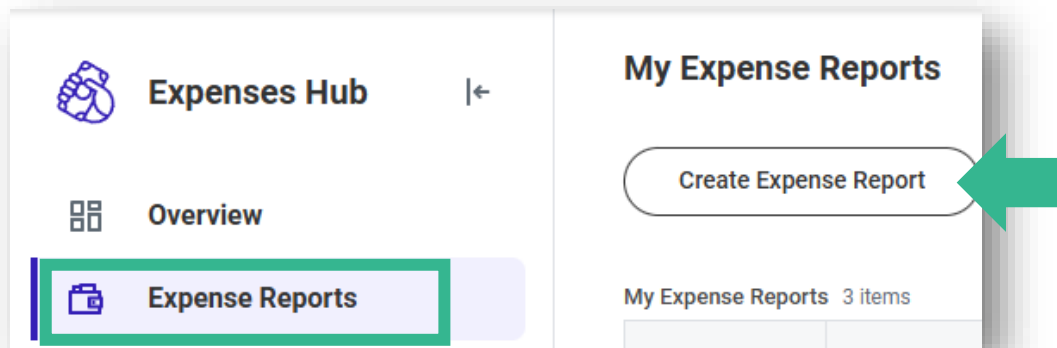 Expenses Hub
Overview
Expense Reports
My Expense Reports
Create Expense Report
My Expense Reports 3 items